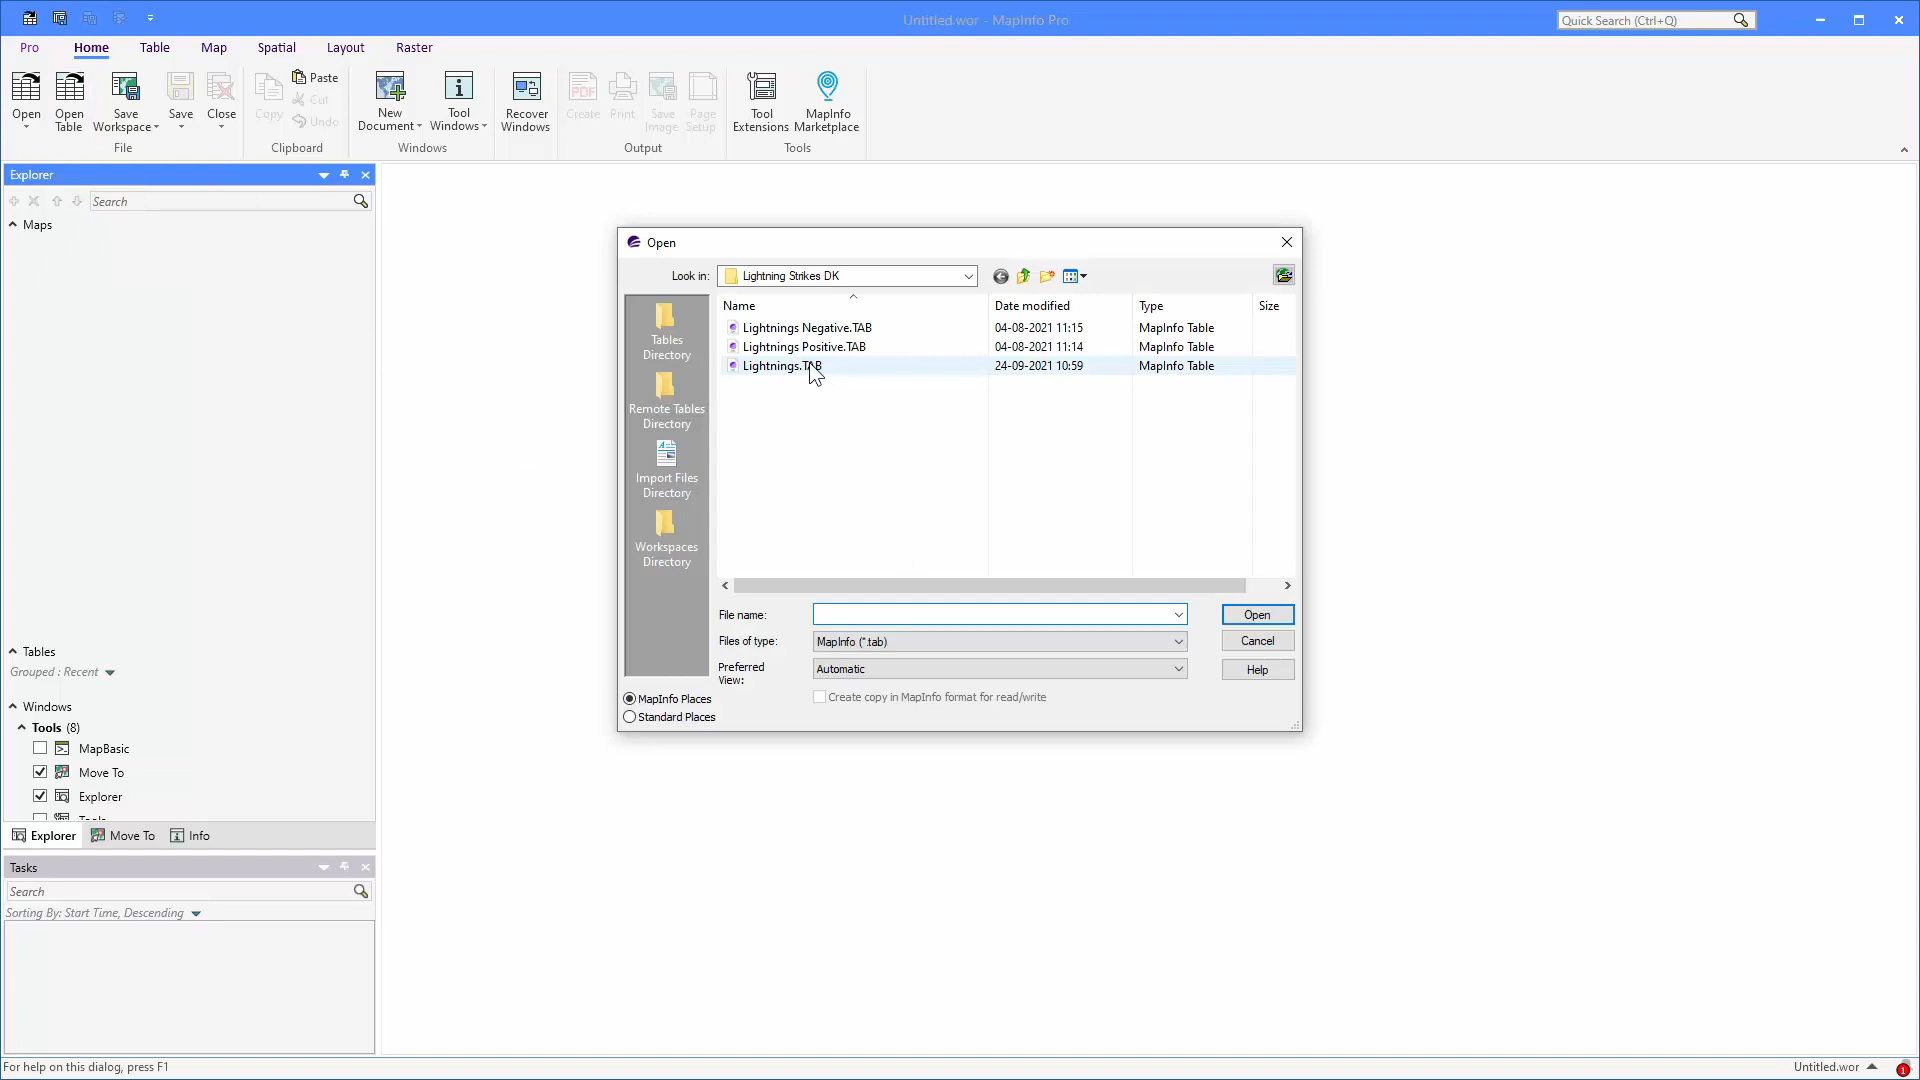 Untitled.wor - MapInfo Pro
Quick Search (Ctrl+Q)
Pro Home Table Map Spatial Layout Raster
Open
Open Table
Save Workspace
Save
Close
File
Copy
Paste
Cut
Undo
Clipboard
New Document
Tool Windows
Windows
Recover Windows
Create
PDF
Print
Save Image
Page Setup
Output
Tool Extensions
MapInfo Marketplace
Tools
Explorer
Search
Maps
Tables
Grouped : Recent
Windows
Tools (8)
MapBasic
Move To
Explorer
Tools
Explorer Move To Info
Tasks
Search
Sorting By: Start Time, Descending
Open
Look in: Lightning Strikes DK
Tables Directory
Remote Tables Directory
Import Files Directory
Workspaces Directory
Name Date modified Type Size
Lightnings Negative.TAB 04-08-2021 11:15 MapInfo Table
Lightnings Positive.TAB 04-08-2021 11:14 MapInfo Table
Lightnings.TAB 24-09-2021 10:59 MapInfo Table
File name: Open
Files of type: MapInfo (*.tab) Cancel
Preferred View: Automatic Help
Create copy in MapInfo format for read/write
MapInfo Places
Standard Places
For help on this dialog, press F1
Untitled.wor
1